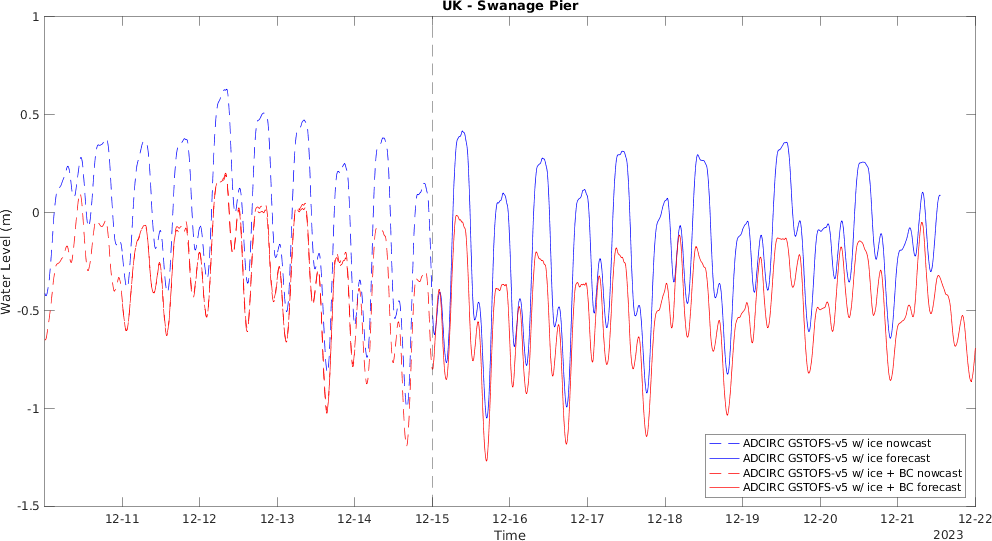 UK - Swanage Pier
1
0.5
0
-0.5
-1
-1.5
Water Level (m)
ADCIRC GSTOFS-v5 w/ ice nowcast
ADCIRC GSTOFS-v5 w/ ice forecast
ADCIRC GSTOFS-v5 w/ ice + BC nowcast
ADCIRC GSTOFS-v5 w/ ice + BC forecast
12-11 12-12 12-13 12-14 12-15 12-16 12-17 12-18 12-19 12-20 12-21 12-22
Time
2023